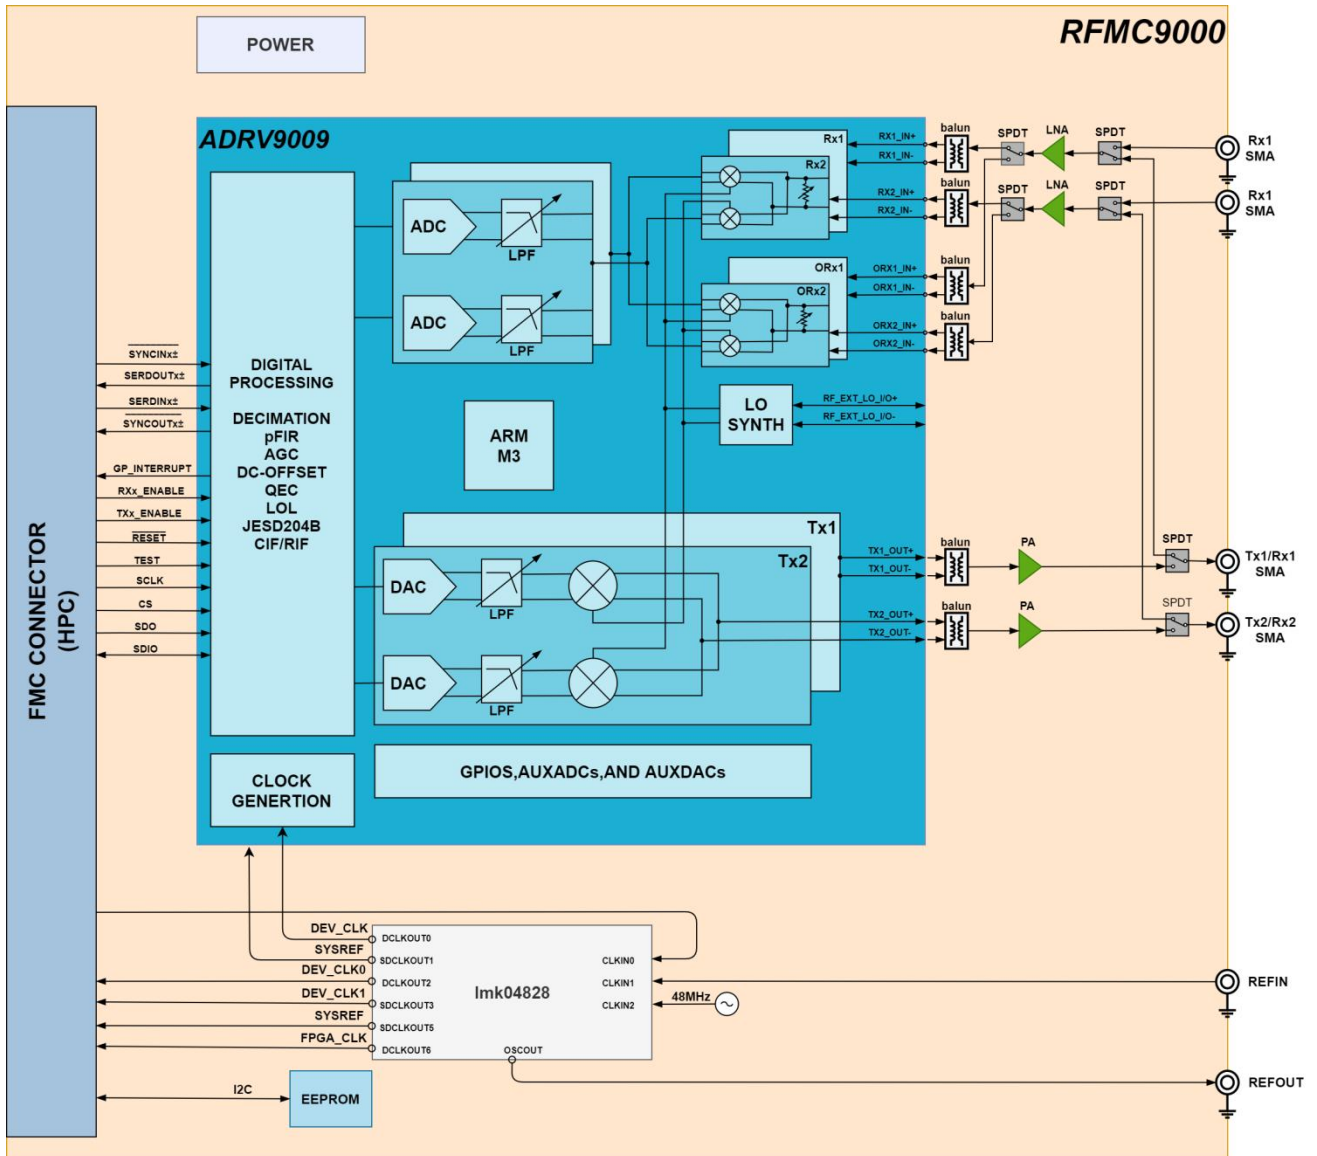 RFMC9000
POWER
ADRV9009
FMC CONNECTOR
(HPC)
SYNCINx±
SERDOUTx±
SERDINx±
SYNCOUTx±
GP_INTERRUPT
RXx_ENABLE
TXx_ENABLE
RESET
TEST
SCLK
CS
SDO
SDIO
DIGITAL
PROCESSING
DECIMATION
pFIR
AGC
DC-OFFSET
QEC
LOL
JESD204B
CIF/RIF
ADC
LPF
ADC
LPF
ARM
M3
Rx1
Rx2
ORx1
ORx2
LO
SYNTH
RX1_IN+
RX1_IN-
RX2_IN+
RX2_IN-
ORX1_IN+
ORX1_IN-
ORX2_IN+
ORX2_IN-
RF_EXT_LO_I/O+
RF_EXT_LO_I/O-
balun
SPDT
LNA
SPDT
Rx1
SMA
balun
SPDT
LNA
SPDT
Rx1
SMA
balun
balun
Tx1
Tx2
DAC
LPF
DAC
LPF
TX1_OUT+
TX1_OUT-
TX2_OUT+
TX2_OUT-
balun
PA
SPDT
Tx1/Rx1
SMA
balun
PA
SPDT
Tx2/Rx2
SMA
GPIOS,AUXADCs,AND AUXDACs
CLOCK
GENERTION
DEV_CLK
SYSREF
DEV_CLK0
DEV_CLK1
SYSREF
FPGA_CLK
DCLKOUT0
SDCLKOUT1
DCLKOUT2
SDCLKOUT3
SDCLKOUT5
DCLKOUT6
lmk04828
CLKIN0
CLKIN1
CLKIN2
OSCOUT
48MHz
REFIN
REFOUT
I2C
EEPROM